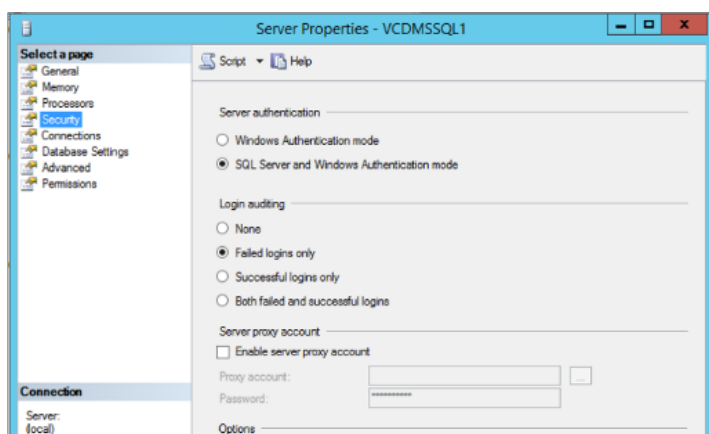 Server Properties - VCDMSSQL1
Select a page
General
Memory
Processors
Security
Connections
Database Settings
Advanced
Permissions
Connection
Server:
(local)
Script Help
Server authentication
Windows Authentication mode
SQL Server and Windows Authentication mode
Login auditing
None
Failed logins only
Successful logins only
Both failed and successful logins
Server proxy account
Enable server proxy account
Proxy account:
...
Password:
**********
Options